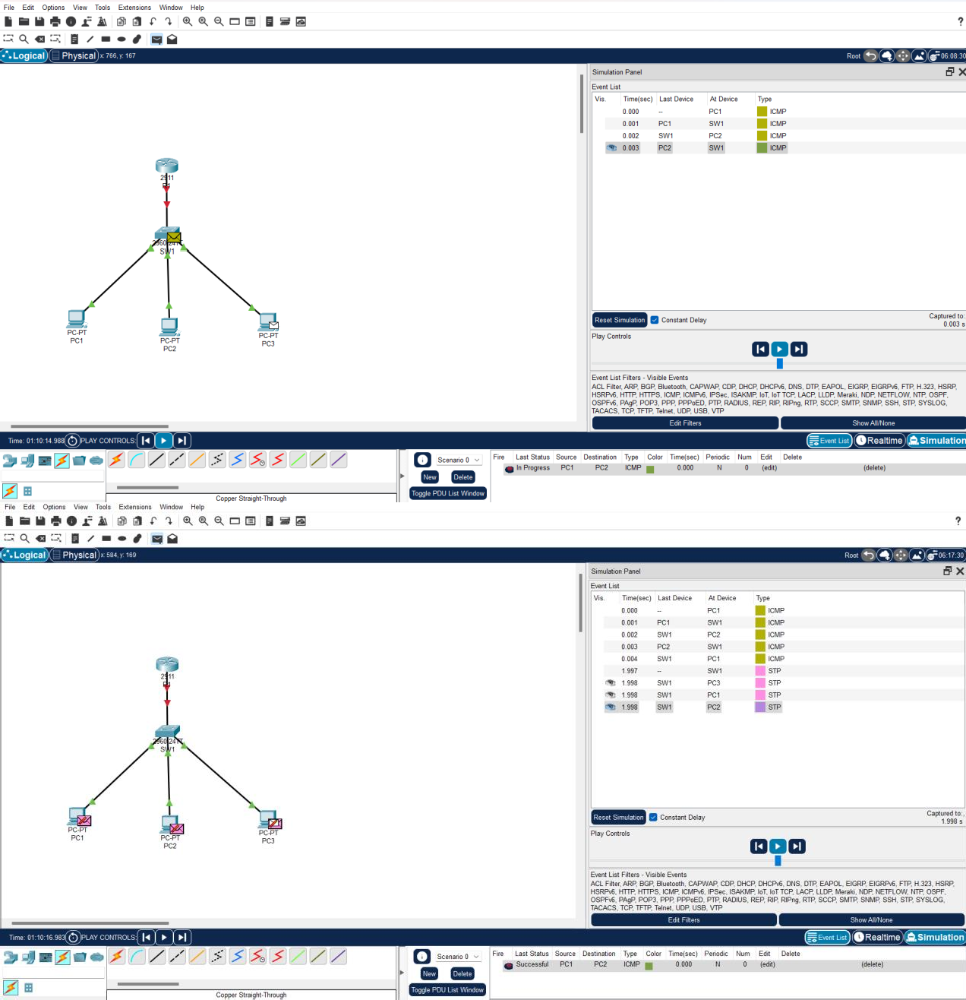 File Edit Options View Tools Extensions Window Help
?
Logical Physical x: 766, y: 167 Root 06:08:30
Simulation Panel
Event List
Vis. Time(sec) Last Device At Device Type
0.000 -- PC1 ICMP
0.001 PC1 SW1 ICMP
0.002 SW1 PC2 ICMP
0.003 PC2 SW1 ICMP
2911
R1
2960-24TT
SW1
PC-PT
PC1
PC-PT
PC2
PC-PT
PC3
Reset Simulation Constant Delay Captured to:
0.003 s
Play Controls
Event List Filters - Visible Events
ACL Filter, ARP, BGP, Bluetooth, CAPWAP, CDP, DHCP, DHCPv6, DNS, DTP, EAPOL, EIGRP, EIGRPv6, FTP, H.323, HSRP,
HSRPv6, HTTP, HTTPS, ICMP, ICMPv6, IPSec, ISAKMP, IoT, IoT TCP, LACP, LLDP, Meraki, NDP, NETFLOW, NTP, OSPF,
OSPFv6, PAgP, POP3, PPP, PPPoED, PTP, RADIUS, REP, RIP, RIPng, RTP, SCCP, SMTP, SNMP, SSH, STP, SYSLOG,
TACACS, TCP, TFTP, Telnet, UDP, USB, VTP
Edit Filters Show All/None
Time: 01:10:14.988 PLAY CONTROLS: Event List Realtime Simulation
Scenario 0
New Delete
Toggle PDU List Window
Fire Last Status Source Destination Type Color Time(sec) Periodic Num Edit Delete
In Progress PC1 PC2 ICMP 0.000 N 0 (edit) (delete)
Copper Straight-Through
File Edit Options View Tools Extensions Window Help
?
Logical Physical x: 584, y: 169 Root 06:17:30
Simulation Panel
Event List
Vis. Time(sec) Last Device At Device Type
0.000 -- PC1 ICMP
0.001 PC1 SW1 ICMP
0.002 SW1 PC2 ICMP
0.003 PC2 SW1 ICMP
0.004 SW1 PC1 ICMP
1.997 -- SW1 STP
1.998 SW1 PC3 STP
1.998 SW1 PC1 STP
1.998 SW1 PC2 STP
2911
R1
2960-24TT
SW1
PC-PT
PC1
PC-PT
PC2
PC-PT
PC3
Reset Simulation Constant Delay Captured to:
1.998 s
Play Controls
Event List Filters - Visible Events
ACL Filter, ARP, BGP, Bluetooth, CAPWAP, CDP, DHCP, DHCPv6, DNS, DTP, EAPOL, EIGRP, EIGRPv6, FTP, H.323, HSRP,
HSRPv6, HTTP, HTTPS, ICMP, ICMPv6, IPSec, ISAKMP, IoT, IoT TCP, LACP, LLDP, Meraki, NDP, NETFLOW, NTP, OSPF,
OSPFv6, PAgP, POP3, PPP, PPPoED, PTP, RADIUS, REP, RIP, RIPng, RTP, SCCP, SMTP, SNMP, SSH, STP, SYSLOG,
TACACS, TCP, TFTP, Telnet, UDP, USB, VTP
Edit Filters Show All/None
Time: 01:10:16.983 PLAY CONTROLS: Event List Realtime Simulation
Scenario 0
New Delete
Toggle PDU List Window
Fire Last Status Source Destination Type Color Time(sec) Periodic Num Edit Delete
Successful PC1 PC2 ICMP 0.000 N 0 (edit) (delete)
Copper Straight-Through